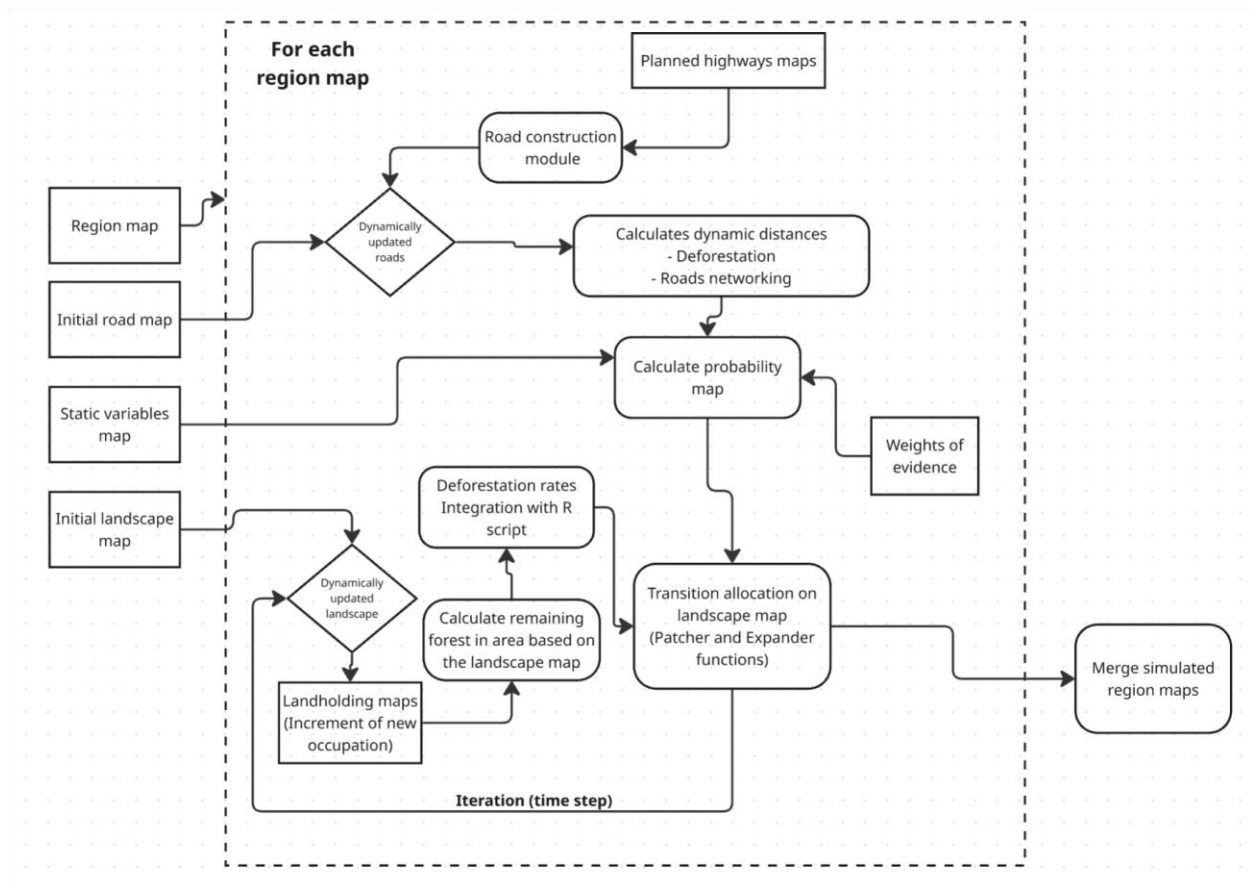 For each
region map
Planned highways maps
Road construction
module
Region map
Dynamically
updated
roads
Calculates dynamic distances
- Deforestation
- Roads networking
Initial road map
Calculate probability
map
Static variables
map
Weights of
evidence
Deforestation rates
Integration with R
script
Initial landscape
map
Dynamically
updated
landscape
Calculate remaining
forest in area based on
the landscape map
Transition allocation on
landscape map
(Patcher and Expander
functions)
Merge simulated
region maps
Landholding maps
(Increment of new
occupation)
Iteration (time step)